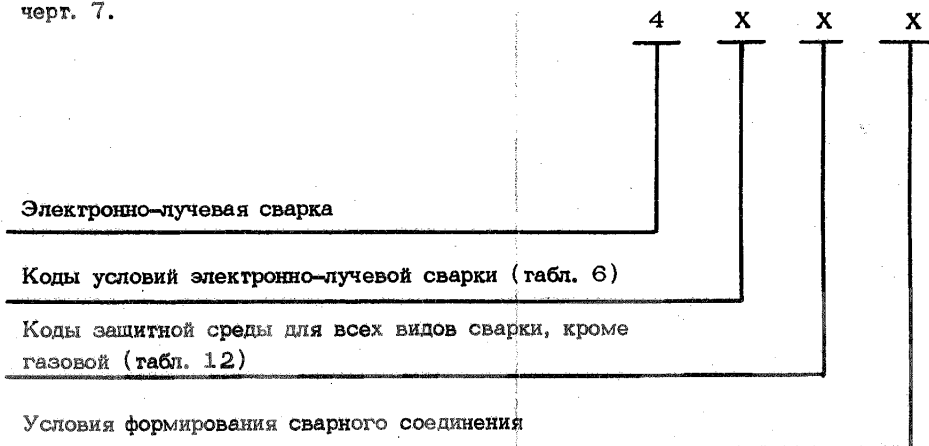 черт. 7.
4 X X X
Электронно-лучевая сварка
Коды условий электронно-лучевой сварки (табл. 6)
Коды защитной среды для всех видов сварки, кроме
газовой (табл. 12)
Условия формирования сварного соединения